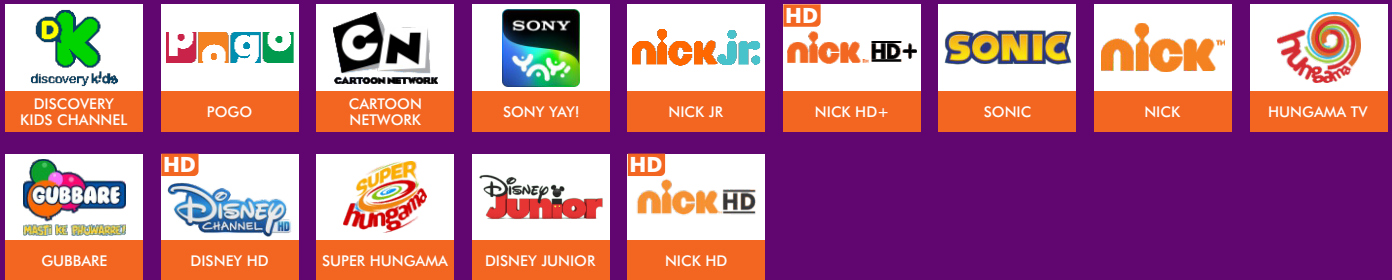 D
discovery kids
DISCOVERY
KIDS CHANNEL
pogo
POGO
CN
CARTOON NETWORK
CARTOON
NETWORK
SONY
yay!
SONY YAY!
nick jr.
NICK JR
HD
nick HD+
NICK HD+
SONIC
SONIC
nick™
NICK
hungama
HUNGAMA TV
GUBBARE
MASTI KE PHUWARRE!
GUBBARE
HD
Disney
CHANNEL HD
DISNEY HD
SUPER
hungama
SUPER HUNGAMA
Disney
Junior
DISNEY JUNIOR
HD
nick HD
NICK HD